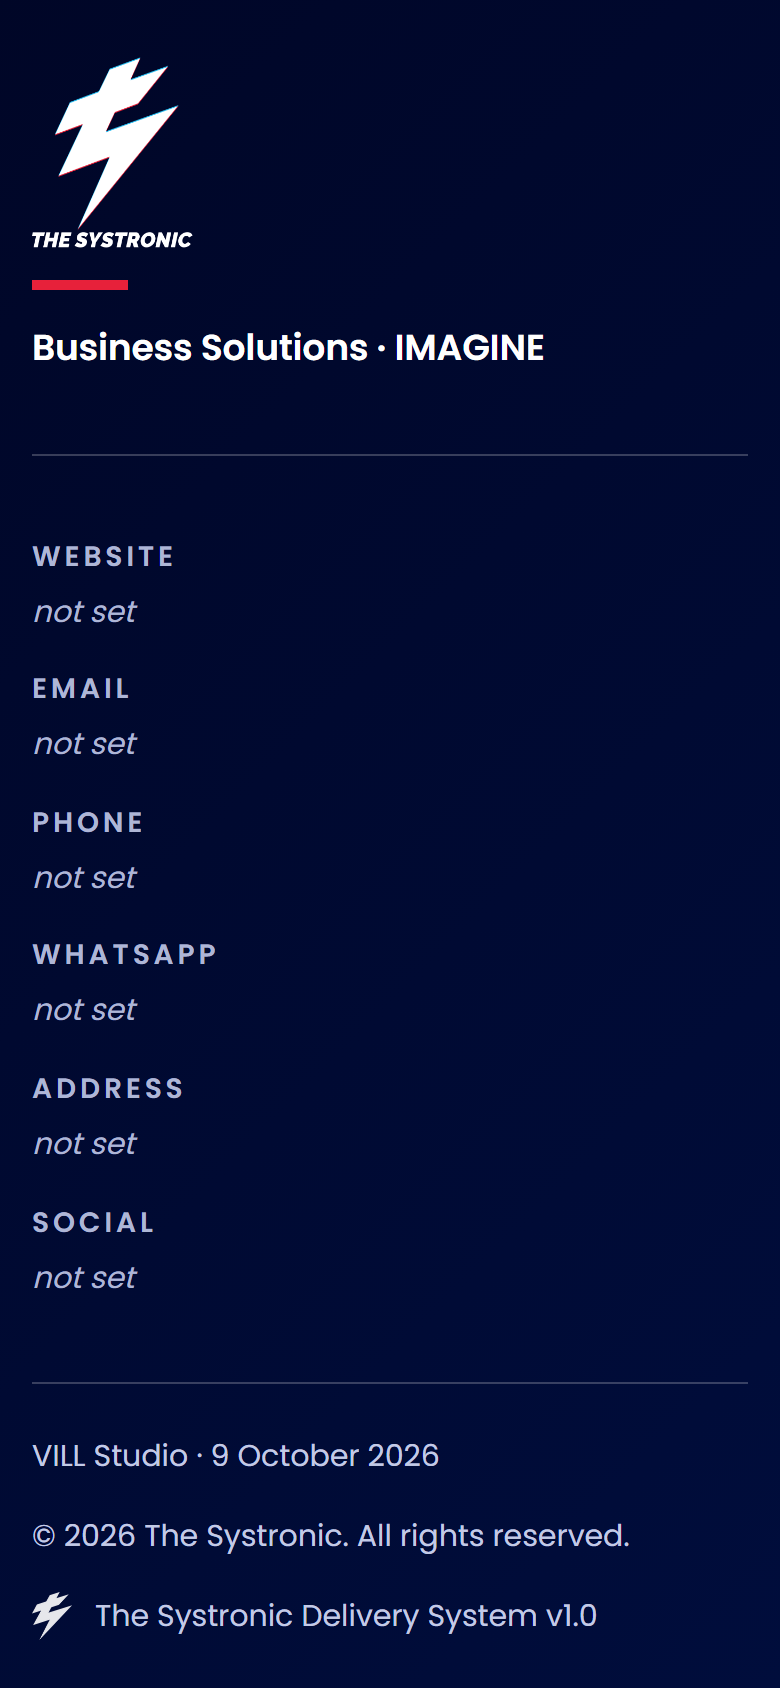 THE SYSTRONIC
Business Solutions · IMAGINE
WEBSITE
not set
EMAIL
not set
PHONE
not set
WHATSAPP
not set
ADDRESS
not set
SOCIAL
not set
VILL Studio · 9 October 2026
© 2026 The Systronic. All rights reserved.
The Systronic Delivery System v1.0